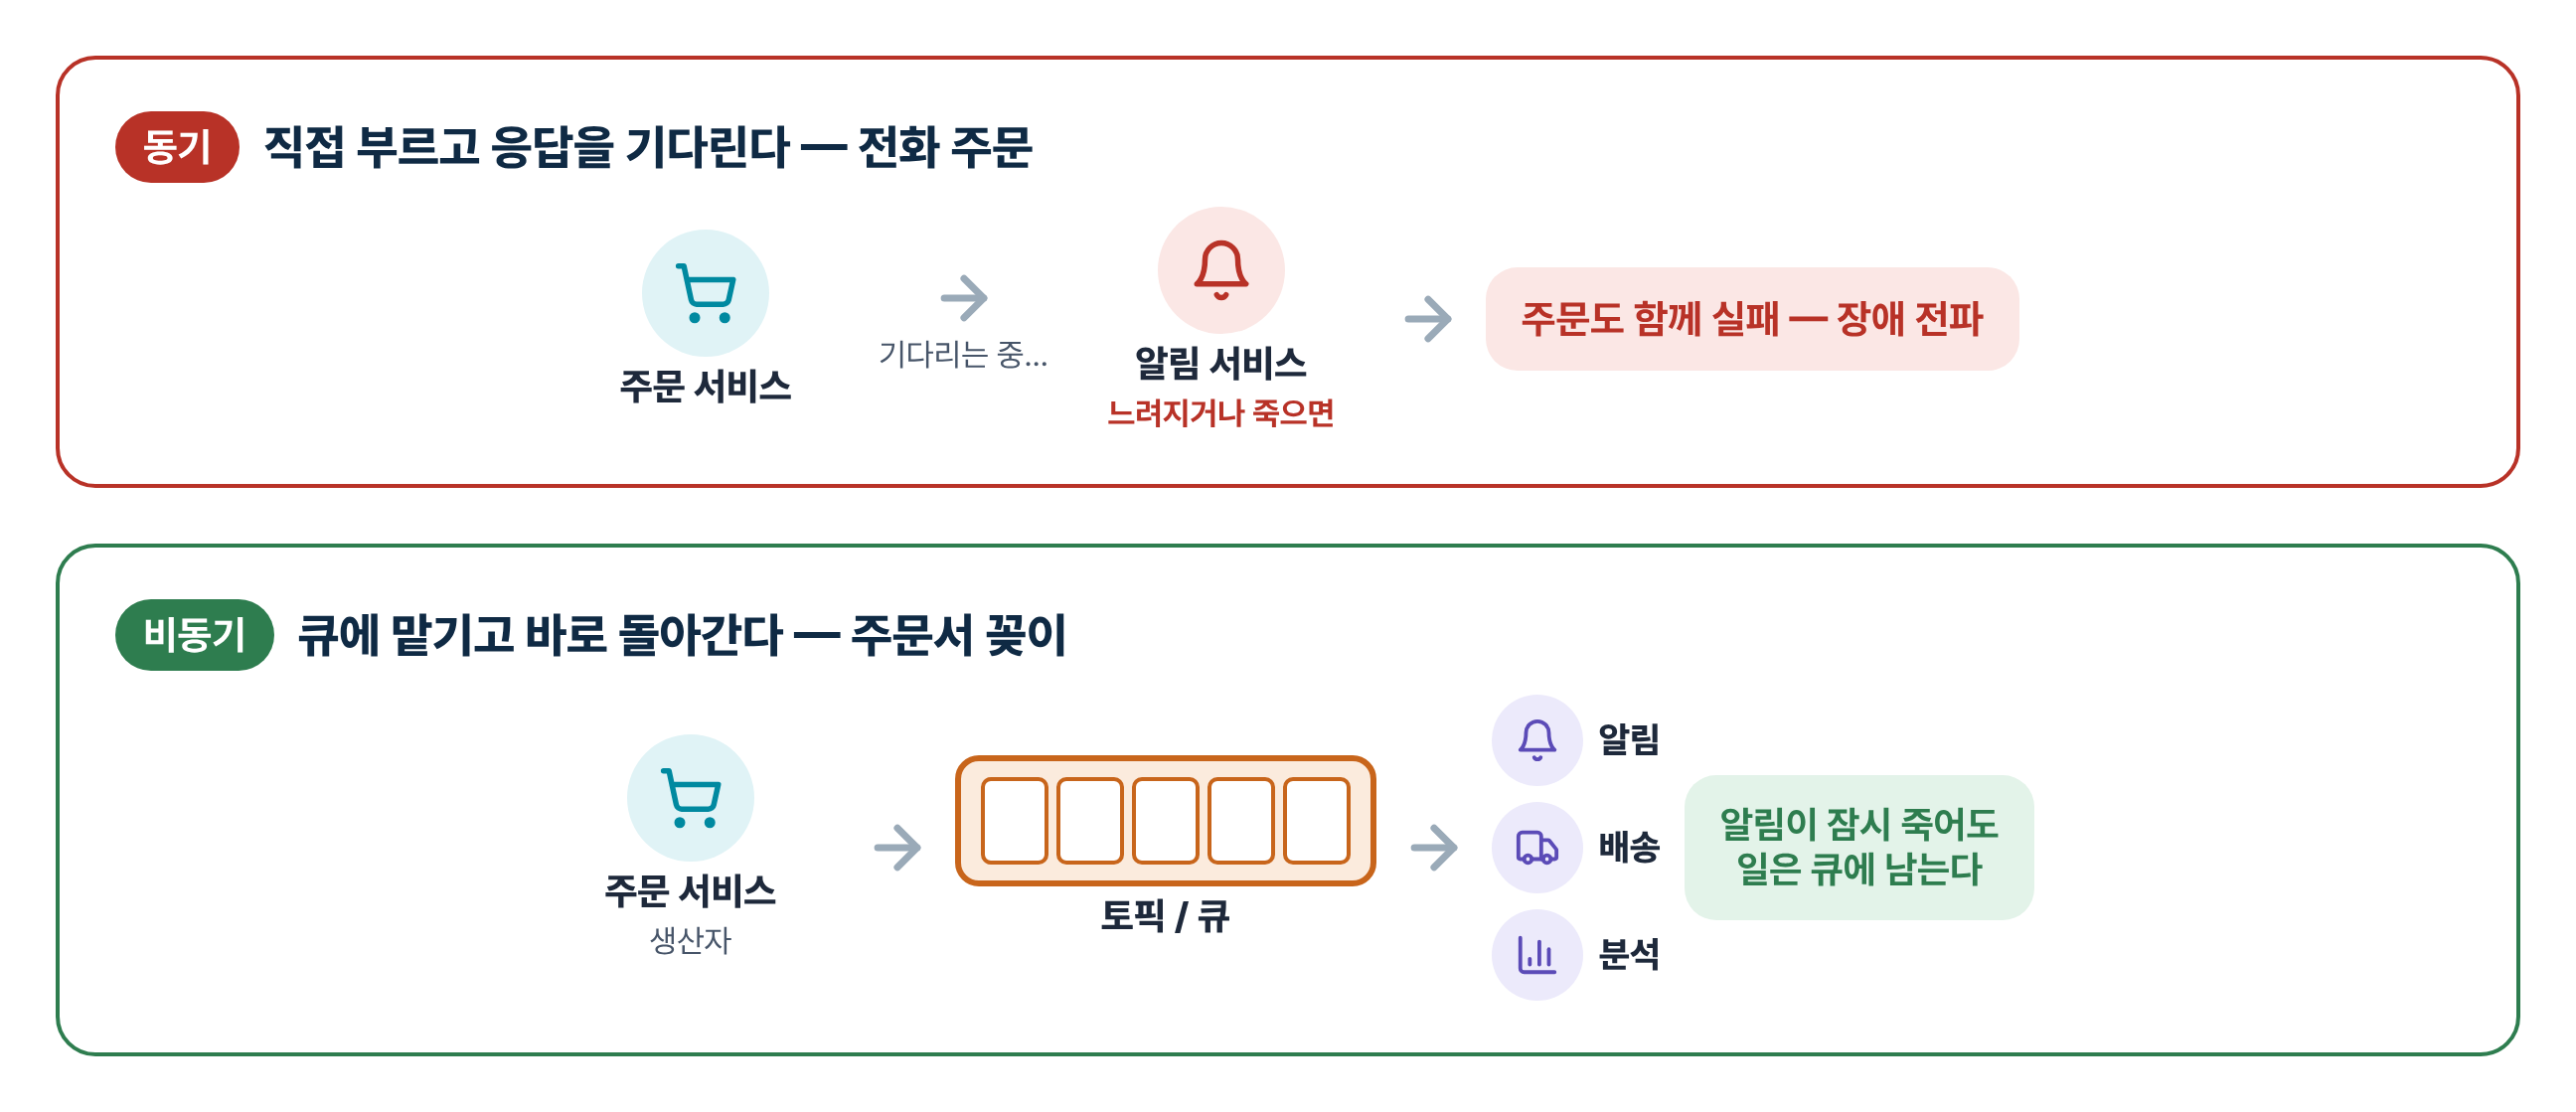 동기 직접 부르고 응답을 기다린다 — 전화 주문
주문 서비스
기다리는 중...
알림 서비스
느려지거나 죽으면
주문도 함께 실패 — 장애 전파
비동기 큐에 맡기고 바로 돌아간다 — 주문서 꽂이
주문 서비스
생산자
토픽 / 큐
알림
배송
분석
알림이 잠시 죽어도
일은 큐에 남는다